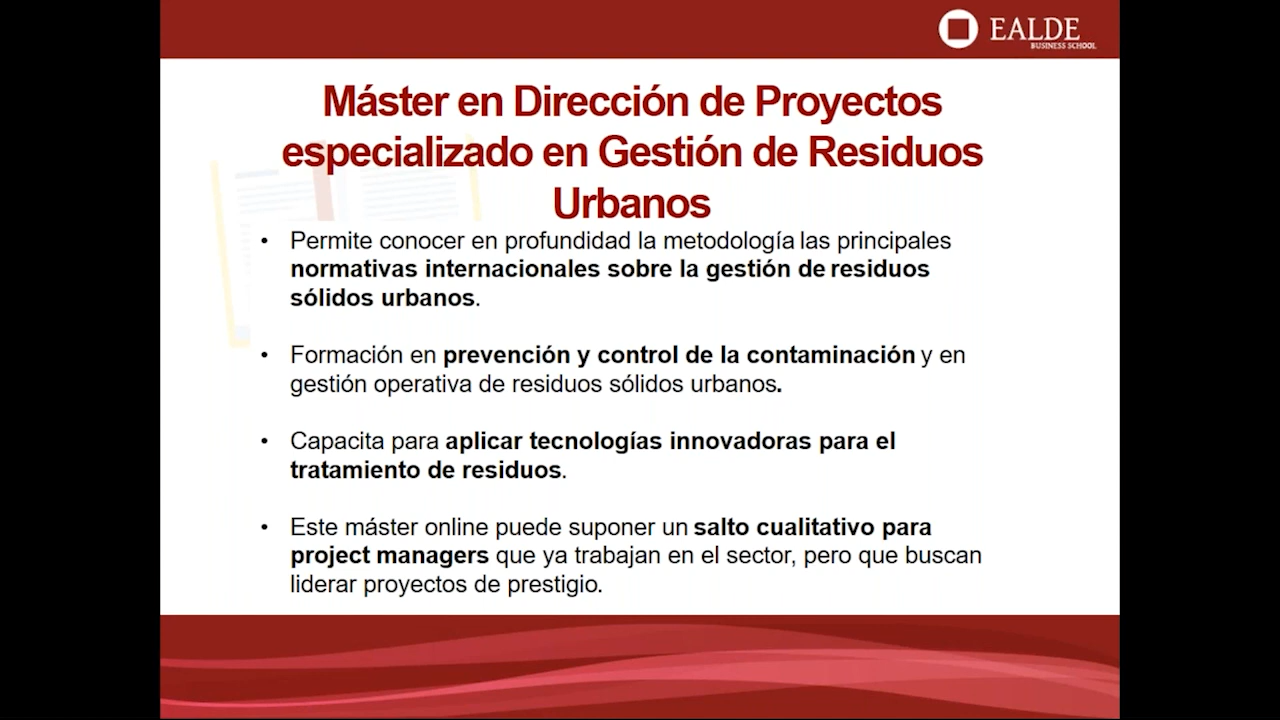 EALDE
BUSINESS SCHOOL
Máster en Dirección de Proyectos
especializado en Gestión de Residuos
Urbanos
• Permite conocer en profundidad la metodología las principales
normativas internacionales sobre la gestión de residuos
sólidos urbanos.
• Formación en prevención y control de la contaminación y en
gestión operativa de residuos sólidos urbanos.
• Capacita para aplicar tecnologías innovadoras para el
tratamiento de residuos.
• Este máster online puede suponer un salto cualitativo para
project managers que ya trabajan en el sector, pero que buscan
liderar proyectos de prestigio.